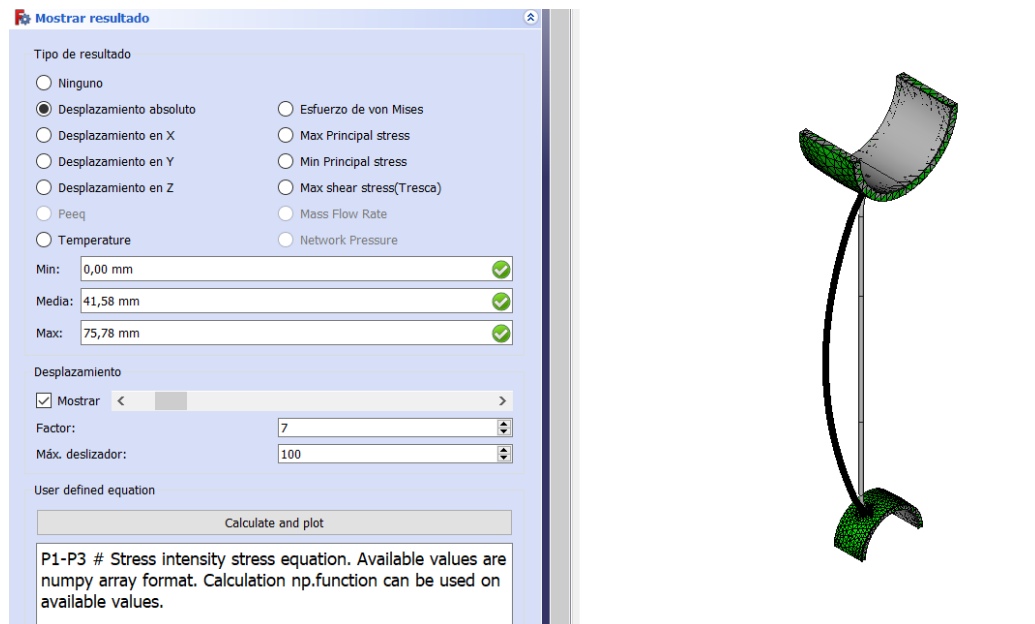 Mostrar resultado
Tipo de resultado
Ninguno
Desplazamiento absoluto
Esfuerzo de von Mises
Desplazamiento en X
Max Principal stress
Desplazamiento en Y
Min Principal stress
Desplazamiento en Z
Max shear stress(Tresca)
Peeq
Mass Flow Rate
Temperature
Network Pressure
Min: 0,00 mm
Media: 41,58 mm
Max: 75,78 mm
Desplazamiento
Mostrar
Factor: 7
Máx. deslizador: 100
User defined equation
Calculate and plot
P1-P3 # Stress intensity stress equation. Available values are
numpy array format. Calculation np.function can be used on
available values.